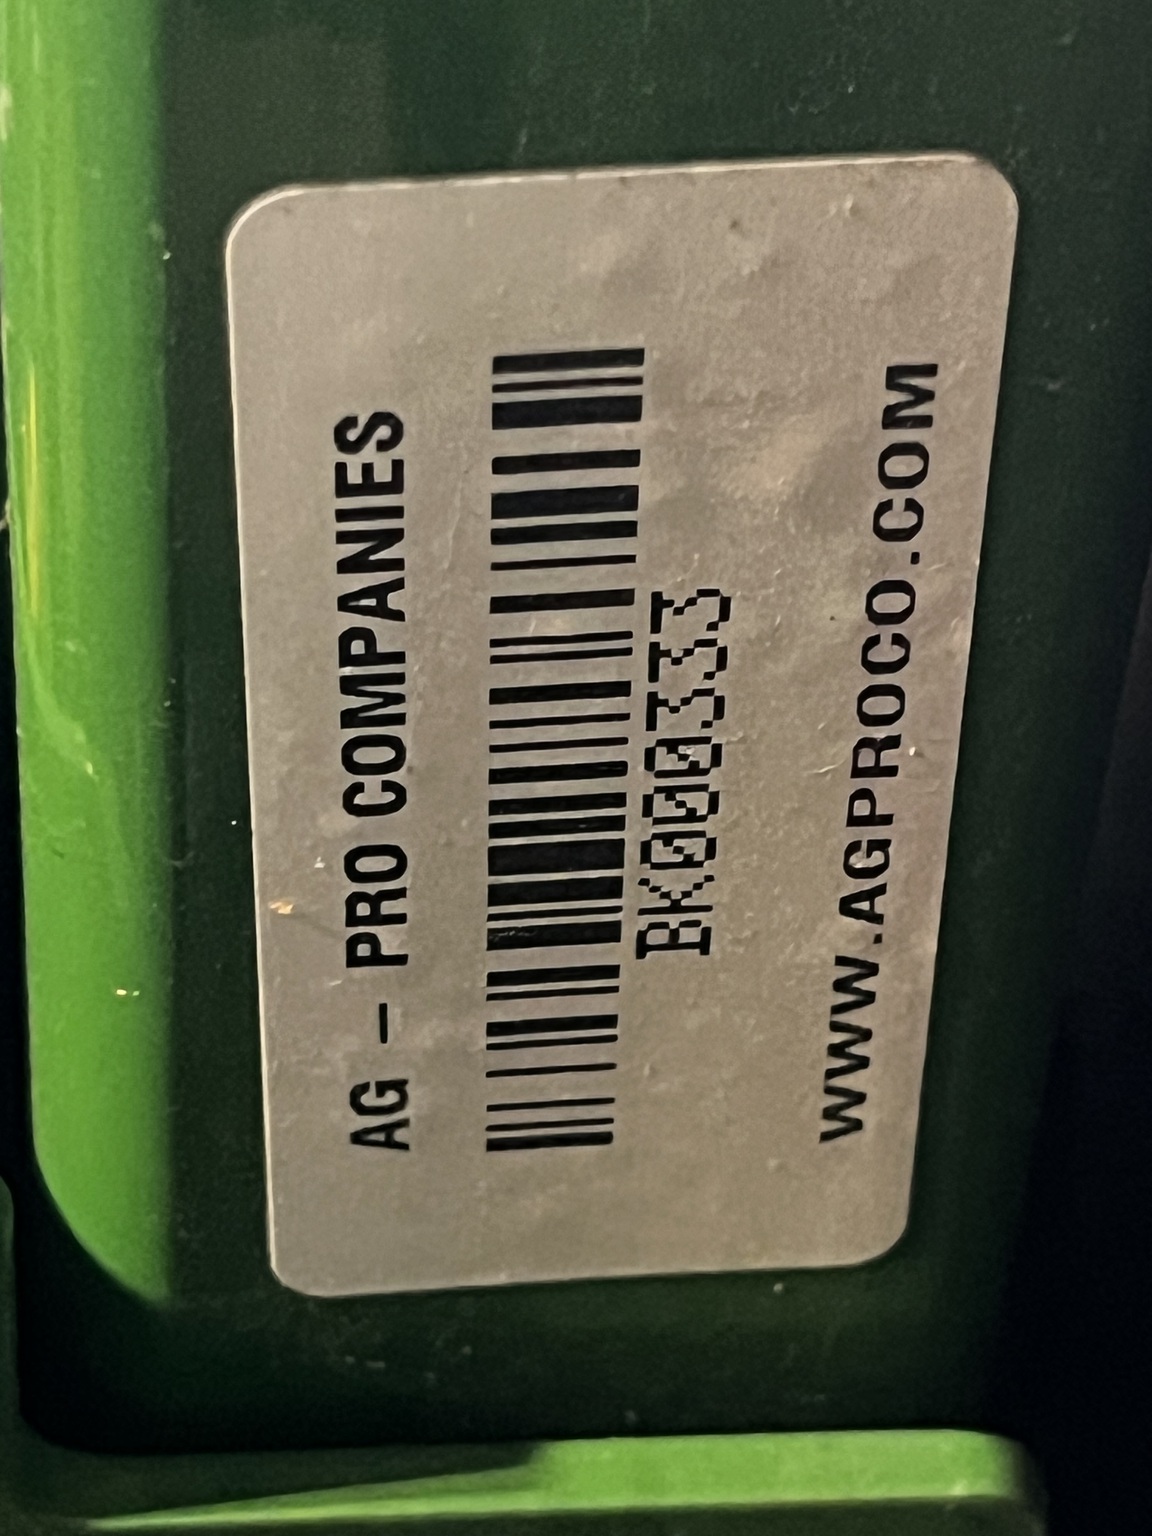 AG - PRO COMPANIES
BK000333
WWW.AGPROCO.COM